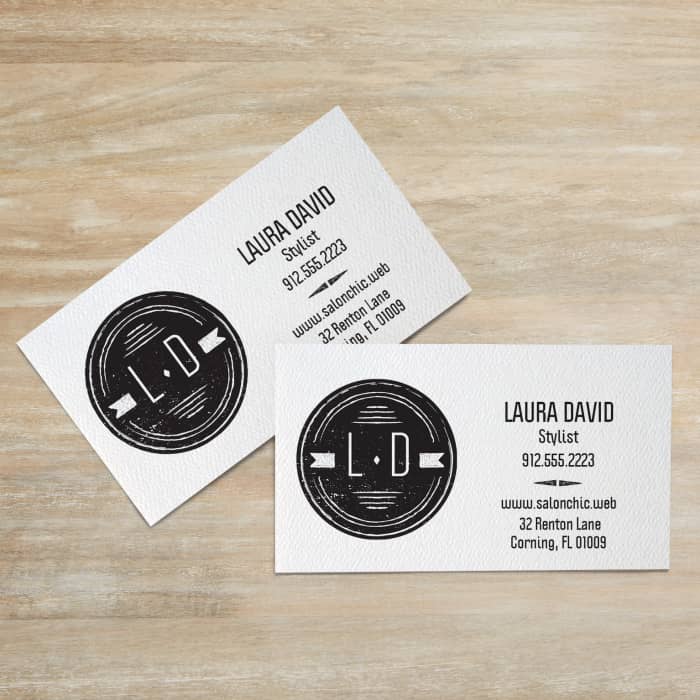 LAURA DAVID
Stylist
912.555.2223
www.salonchic.web
32 Renton Lane
Corning, FL 01009
L D
L D
LAURA DAVID
Stylist
912.555.2223
www.salonchic.web
32 Renton Lane
Corning, FL 01009